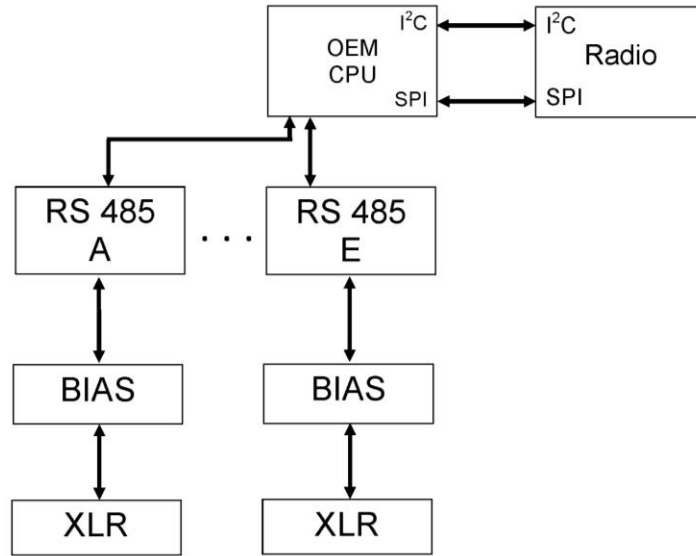 I²C
OEM
CPU
SPI
I²C
Radio
SPI
RS 485
A
. . .
RS 485
E
BIAS
BIAS
XLR
XLR